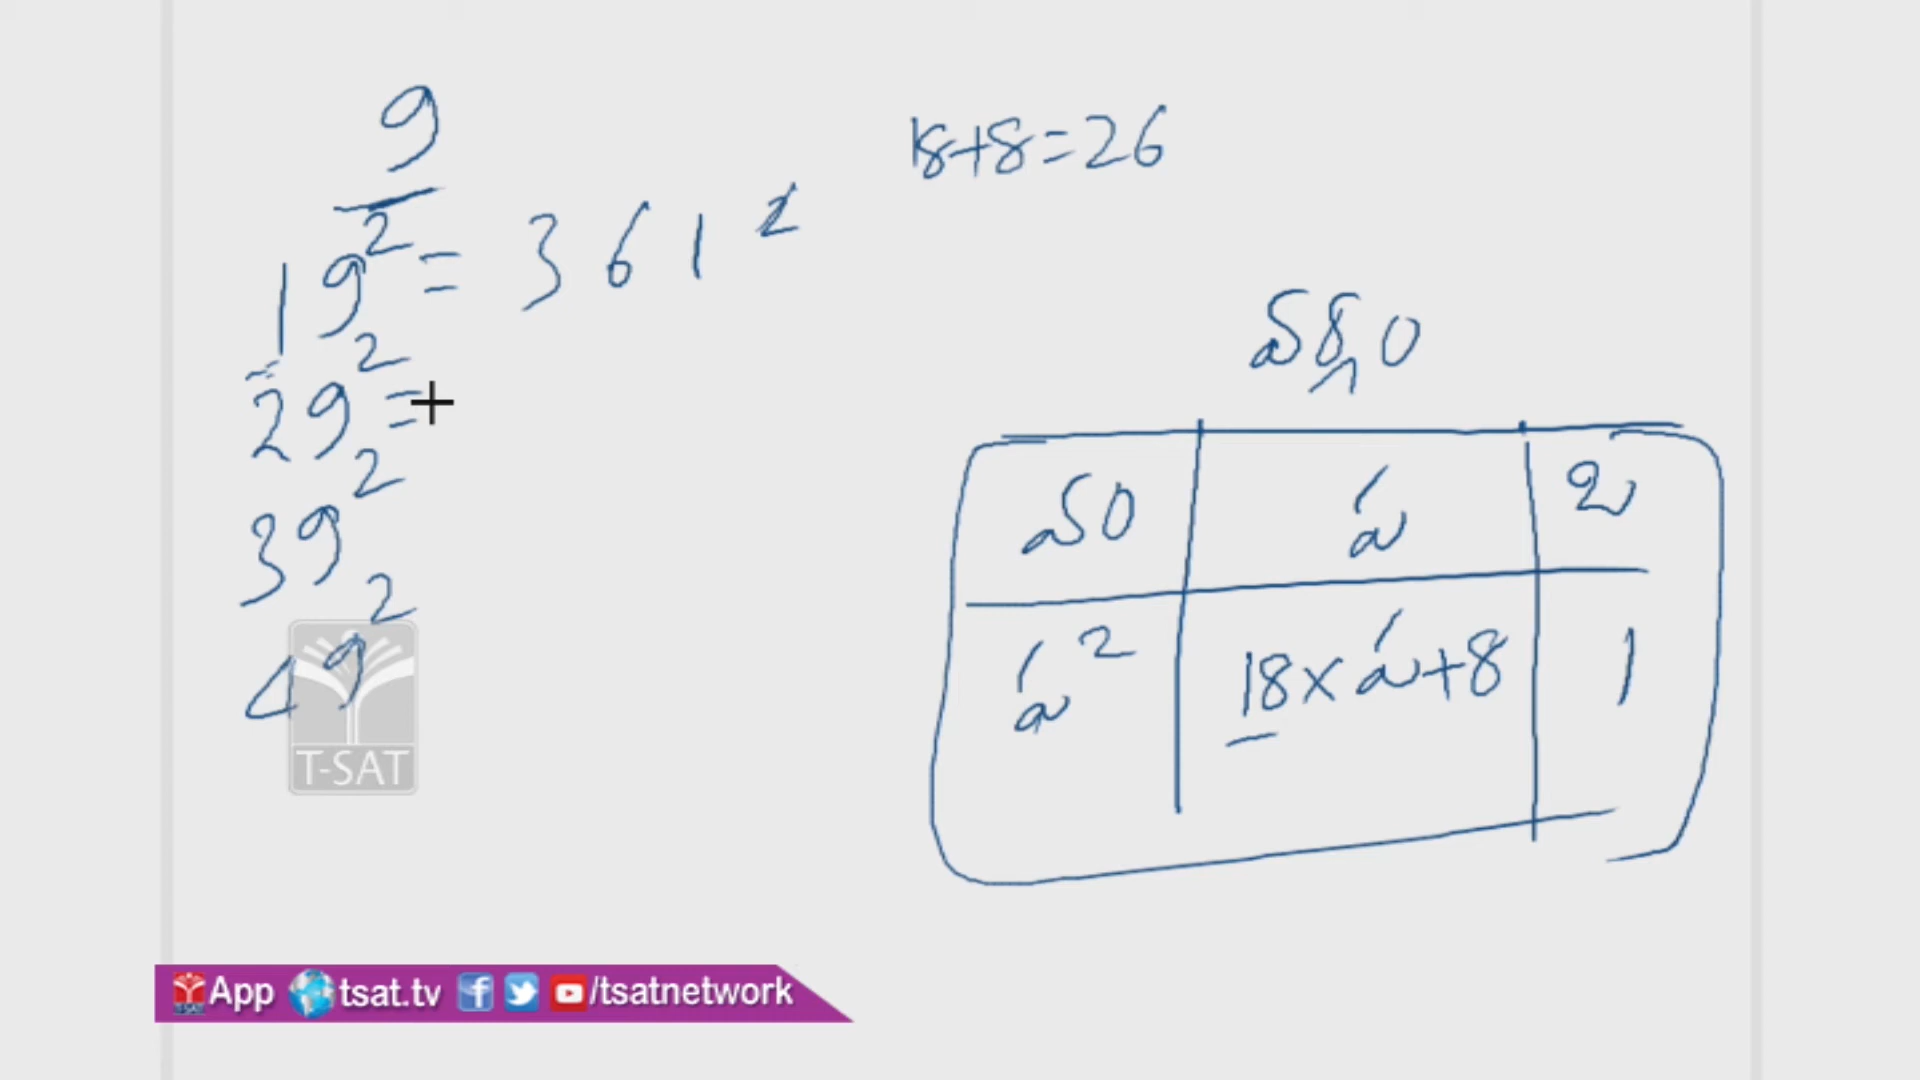 9
18+8=26
19² = 361 2
వర్గం
29² =
వం ప ఒ
39²
ప² 18×ప+8 1
49²
T-SAT
App tsat.tv /tsatnetwork